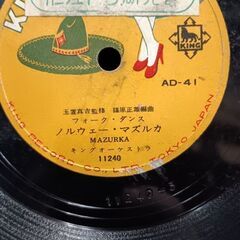 KING
AD-41
玉置真吉監修 篠原正雄編曲
フォーク・ダンス
ノルウェー・マズルカ
MAZURKA
キングオーケストラ
11240
KING RECORD CO., LTD. TOKYO JAPAN